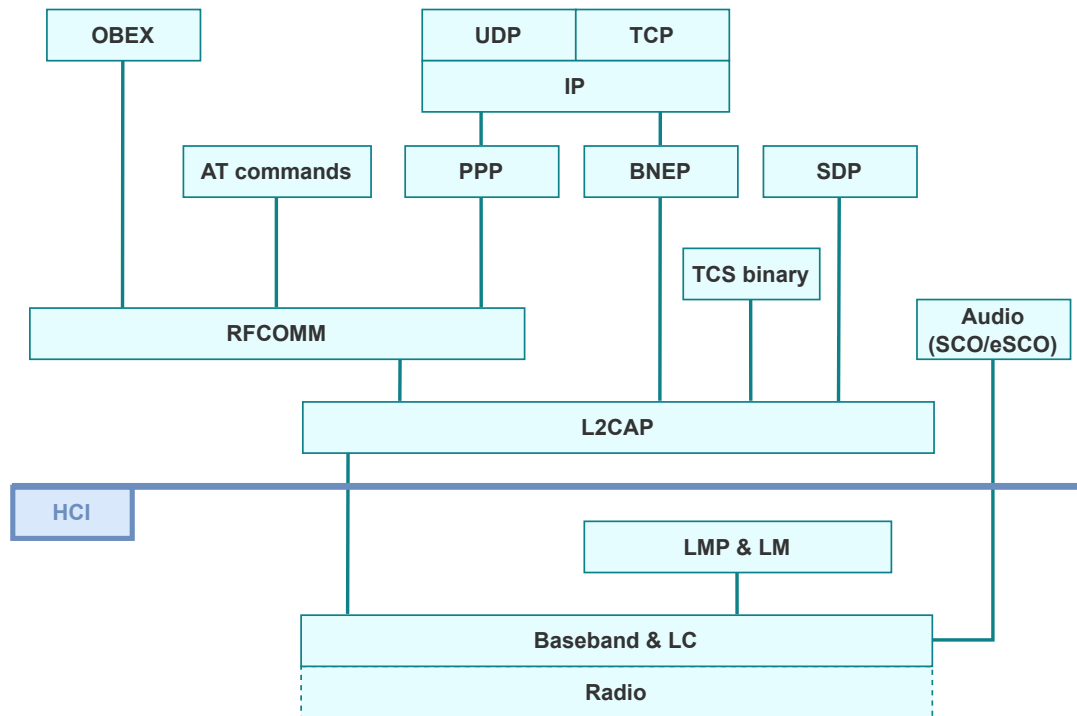 OBEX
UDP
TCP
IP
AT commands
PPP
BNEP
SDP
TCS binary
RFCOMM
Audio
(SCO/eSCO)
L2CAP
HCI
LMP & LM
Baseband & LC
Radio